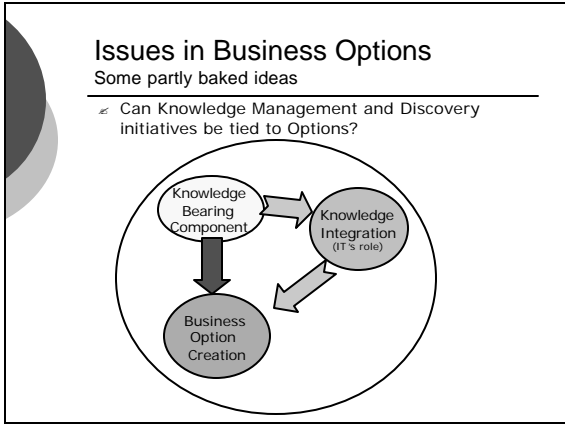 Issues in Business Options
Some partly baked ideas
Can Knowledge Management and Discovery
initiatives be tied to Options?
Knowledge
Bearing
Component
Knowledge
Integration
(IT's role)
Business
Option
Creation